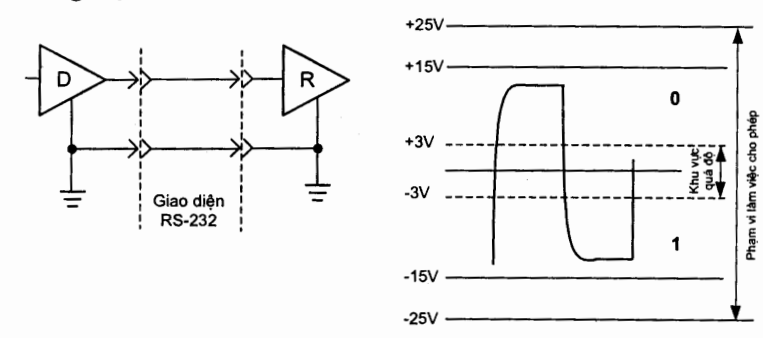 D
R
Giao diện
RS-232
+25V
+15V
0
+3V
Khu vực
quá độ
-3V
1
-15V
-25V
Phạm vi làm việc cho phép